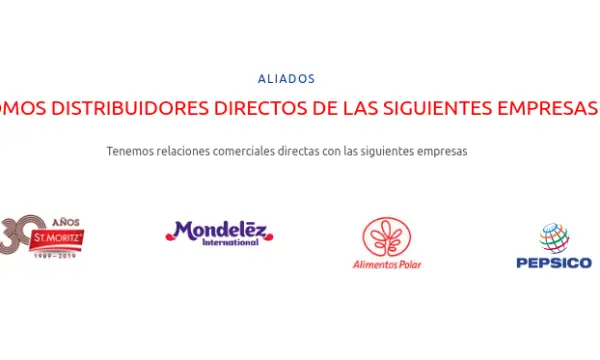 ALIADOS
OMOS DISTRIBUIDORES DIRECTOS DE LAS SIGUIENTES EMPRESAS
Tenemos relaciones comerciales directas con las siguientes empresas
30 AÑOS
ST. MORITZ
1989-2019
Mondelēz
International
Alimentos Polar
PEPSICO